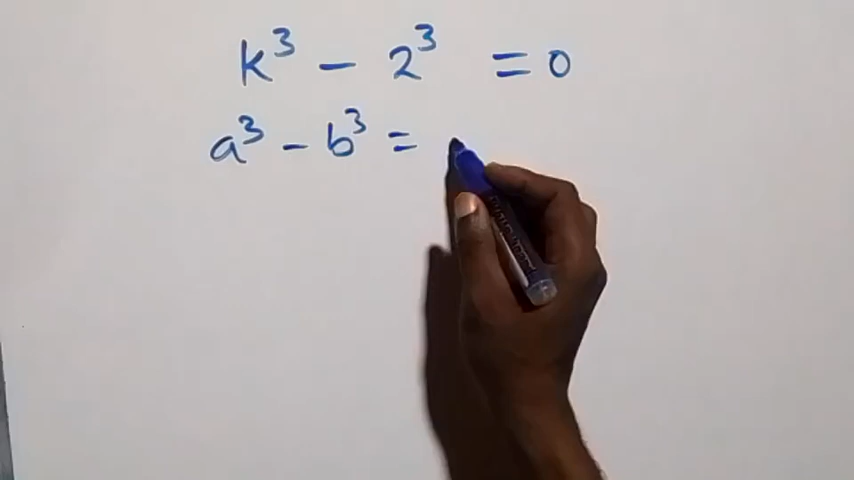 k³ - 2³ = 0
a³ - b³ =